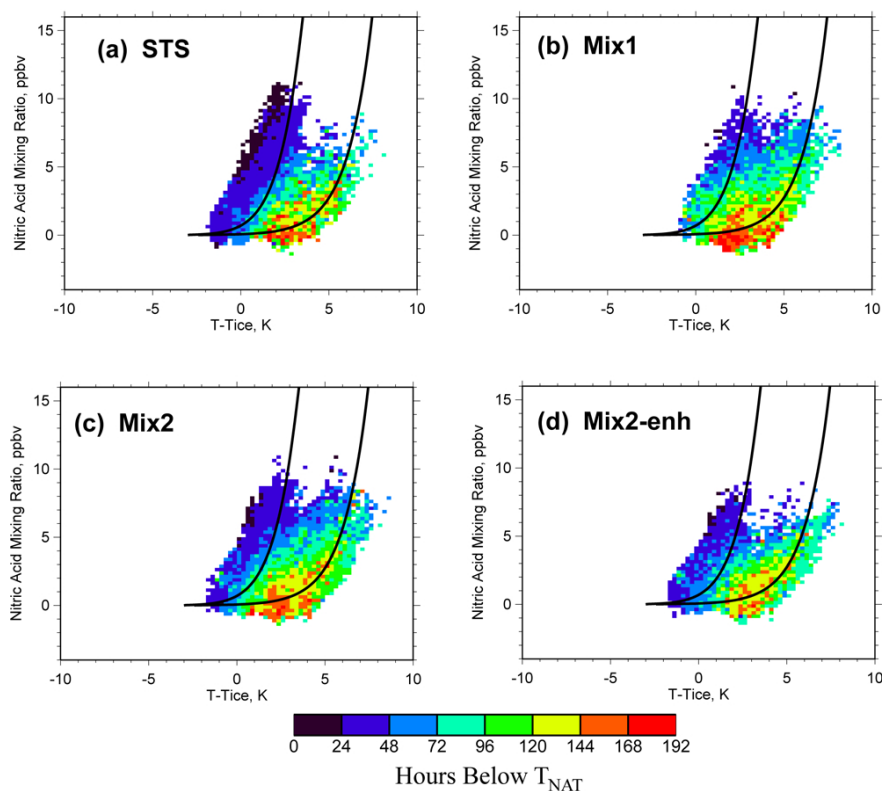 (a) STS
Nitric Acid Mixing Ratio, ppbv
15
10
5
0
-10 -5 0 5 10
T-Tice, K
(b) Mix1
Nitric Acid Mixing Ratio, ppbv
15
10
5
0
-10 -5 0 5 10
T-Tice, K
(c) Mix2
Nitric Acid Mixing Ratio, ppbv
15
10
5
0
-10 -5 0 5 10
T-Tice, K
(d) Mix2-enh
Nitric Acid Mixing Ratio, ppbv
15
10
5
0
-10 -5 0 5 10
T-Tice, K
0 24 48 72 96 120 144 168 192
Hours Below T_NAT